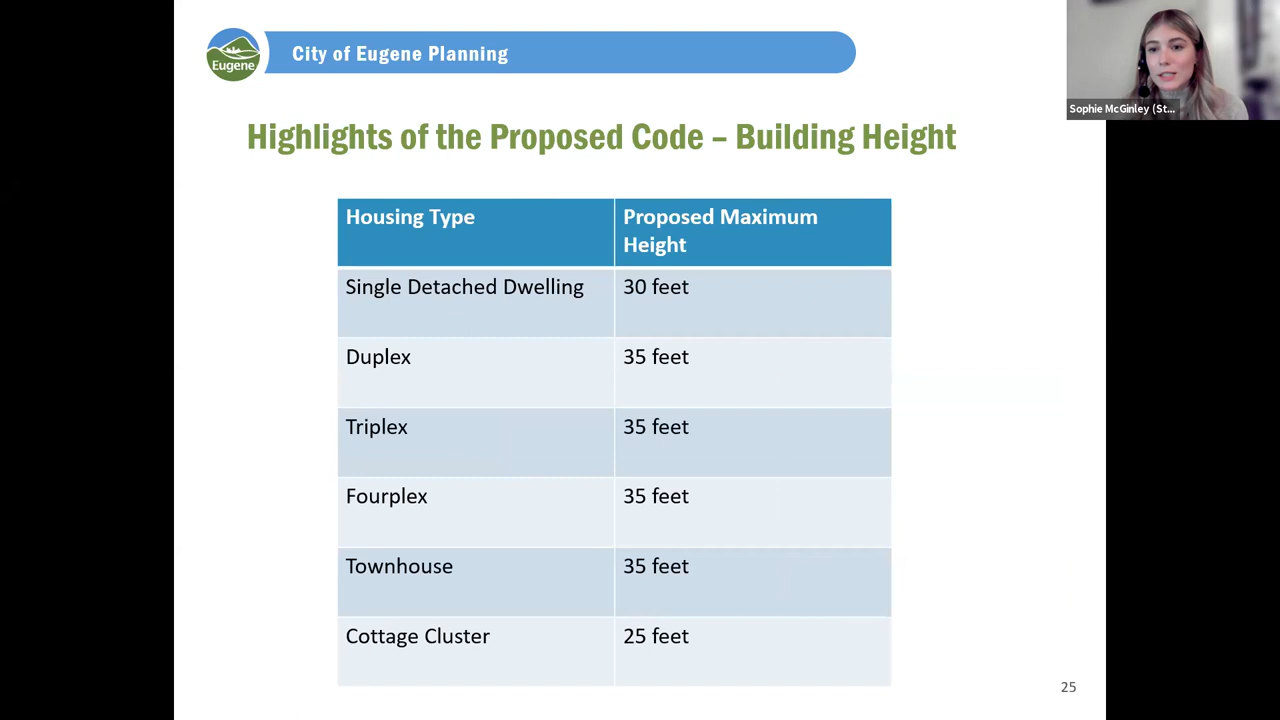 City of Eugene Planning
Eugene
Sophie McGinley (St...
Highlights of the Proposed Code – Building Height
Housing Type
Proposed Maximum
Height
Single Detached Dwelling
30 feet
Duplex
35 feet
Triplex
35 feet
Fourplex
35 feet
Townhouse
35 feet
Cottage Cluster
25 feet
25